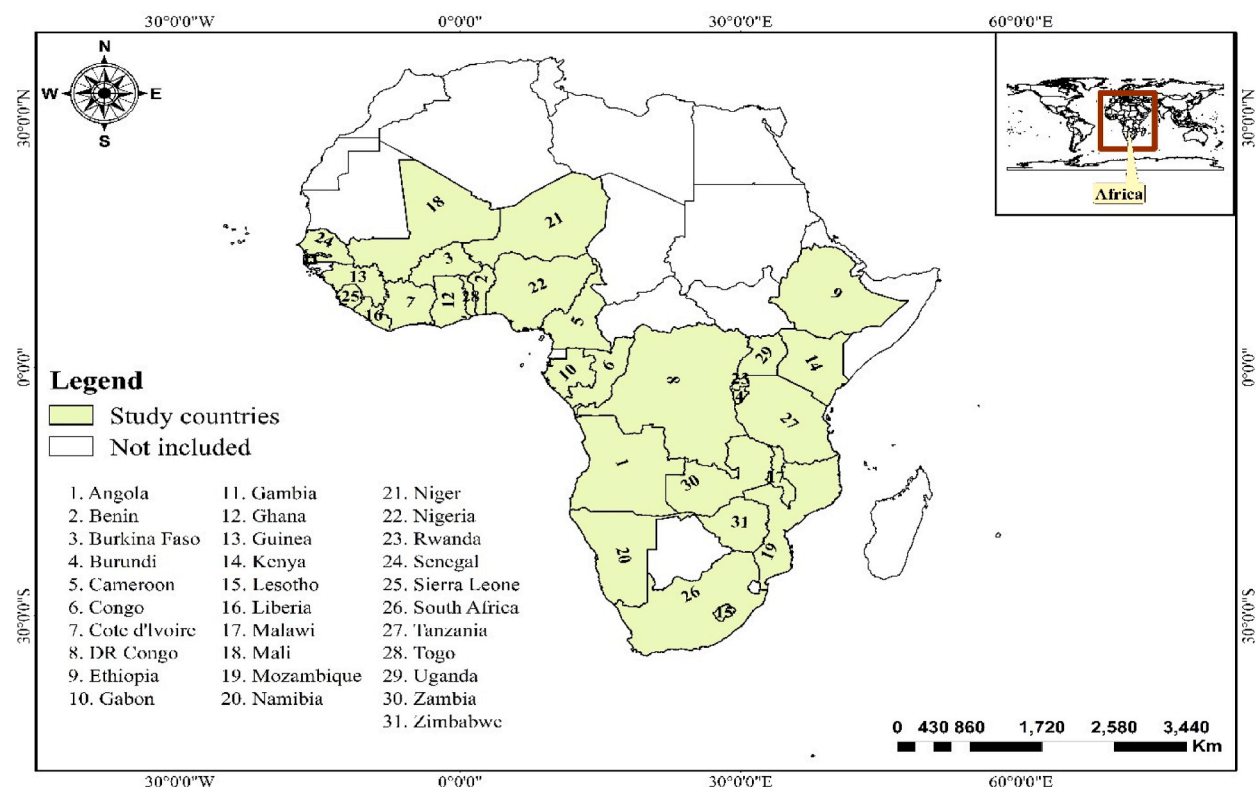 30°0'0"W 0°0'0" 30°0'0"E 60°0'0"E
N
W E
S
30°0'0"N
30°0'0"N
Africa
18
21
24
11
3
13
2
25
12
28
22
7
16
9
5
0°0'0"
0°0'0"
29
14
6
10
8
23
4
27
1
17
30
31
19
20
26
15
30°0'0"S
30°0'0"S
Legend
Study countries
Not included
1. Angola
2. Benin
3. Burkina Faso
4. Burundi
5. Cameroon
6. Congo
7. Cote d'Ivoire
8. DR Congo
9. Ethiopia
10. Gabon
11. Gambia
12. Ghana
13. Guinea
14. Kenya
15. Lesotho
16. Liberia
17. Malawi
18. Mali
19. Mozambique
20. Namibia
21. Niger
22. Nigeria
23. Rwanda
24. Senegal
25. Sierra Leone
26. South Africa
27. Tanzania
28. Togo
29. Uganda
30. Zambia
31. Zimbabwe
0 430 860 1,720 2,580 3,440
Km
30°0'0"W 0°0'0" 30°0'0"E 60°0'0"E